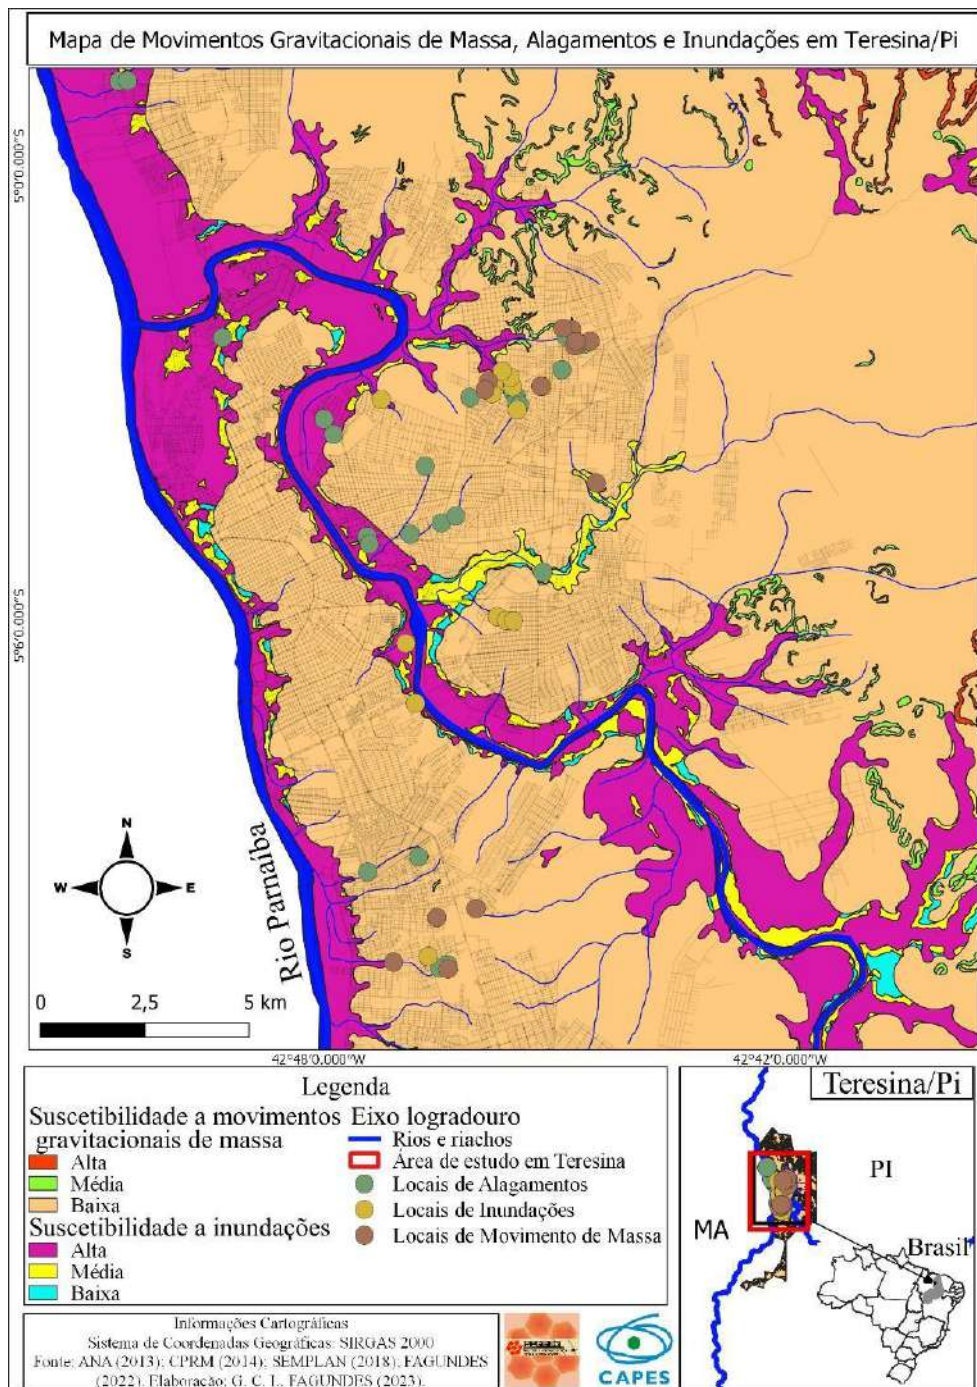 Mapa de Movimentos Gravitacionais de Massa, Alagamentos e Inundações em Teresina/Pi
5°0'0.000"S
5°6'0.000"S
Rio Parnaíba
N
W
E
S
0
2,5
5 km
42°48'0.000"W
42°42'0.000"W
Legenda
Suscetibilidade a movimentos
gravitacionais de massa
Alta
Média
Baixa
Suscetibilidade a inundações
Alta
Média
Baixa
Eixo logradouro
Rios e riachos
Área de estudo em Teresina
Locais de Alagamentos
Locais de Inundações
Locais de Movimento de Massa
Teresina/Pi
PI
MA
Brasil
Informações Cartográficas
Sistema de Coordenadas Geográficas: SIRGAS 2000
Fonte: ANA (2013); CPRM (2014); SEMPLAN (2018); FAGUNDES
(2022). Elaboração: G. C. I., FAGUNDES (2023).
CAPES